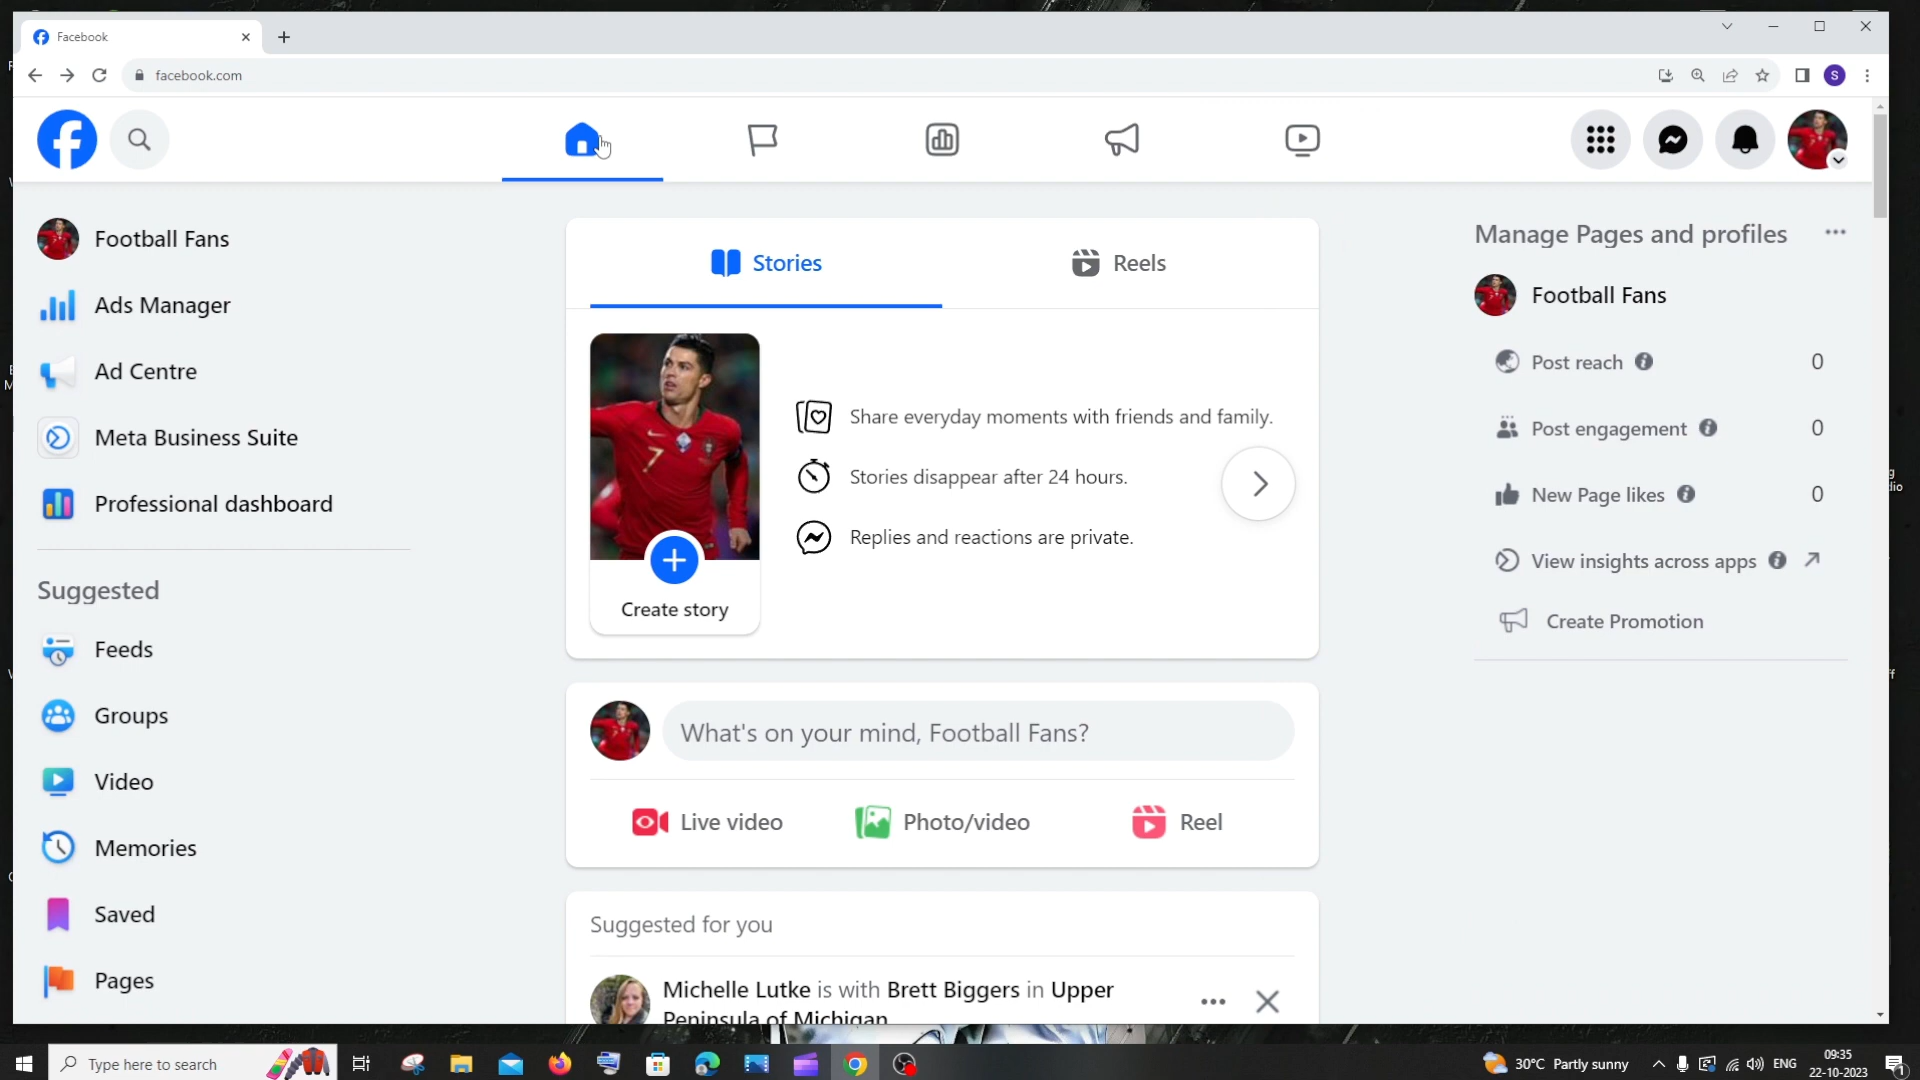 Facebook
facebook.com
Football Fans
Ads Manager
Ad Centre
Meta Business Suite
Professional dashboard
Suggested
Feeds
Groups
Video
Memories
Saved
Pages
Stories
Reels
7
Share everyday moments with friends and family.
Stories disappear after 24 hours.
Replies and reactions are private.
Create story
What's on your mind, Football Fans?
Live video
Photo/video
Reel
Suggested for you
Michelle Lutke is with Brett Biggers in Upper
Peninsula of Michigan
Manage Pages and profiles
Football Fans
Post reach 0
Post engagement 0
New Page likes 0
View insights across apps
Create Promotion
S
Type here to search
30°C Partly sunny
ENG
09:35
22-10-2023
1